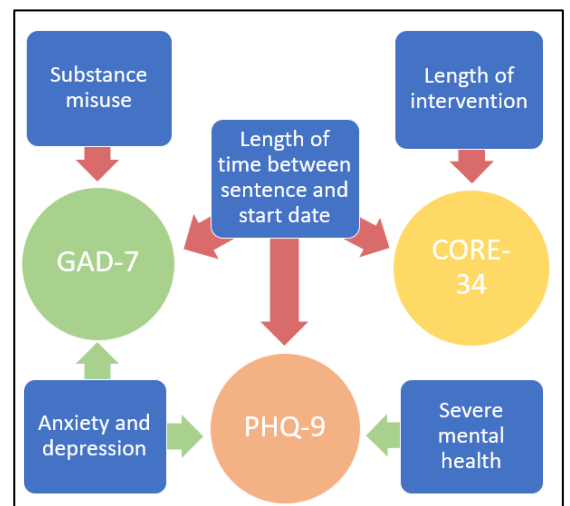 Substance
misuse
Length of
intervention
Length of
time between
sentence and
start date
GAD-7
CORE-
34
Anxiety and
depression
PHQ-9
Severe
mental
health